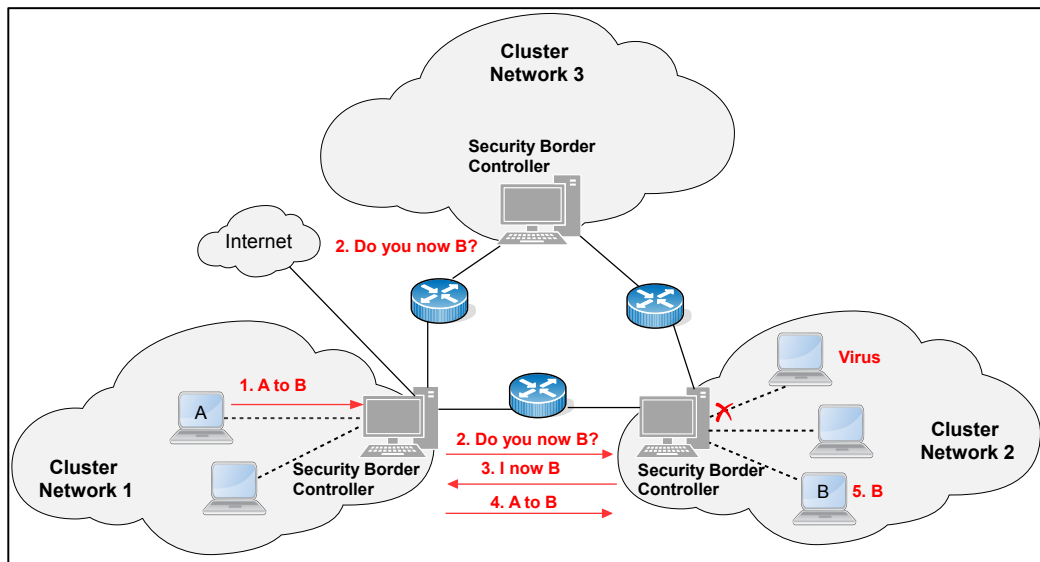 Cluster
Network 3
Security Border
Controller
Internet
2. Do you now B?
1. A to B
A
Virus
2. Do you now B?
3. I now B
4. A to B
Cluster
Network 1
Security Border
Controller
Security Border
Controller
Cluster
Network 2
B
5. B